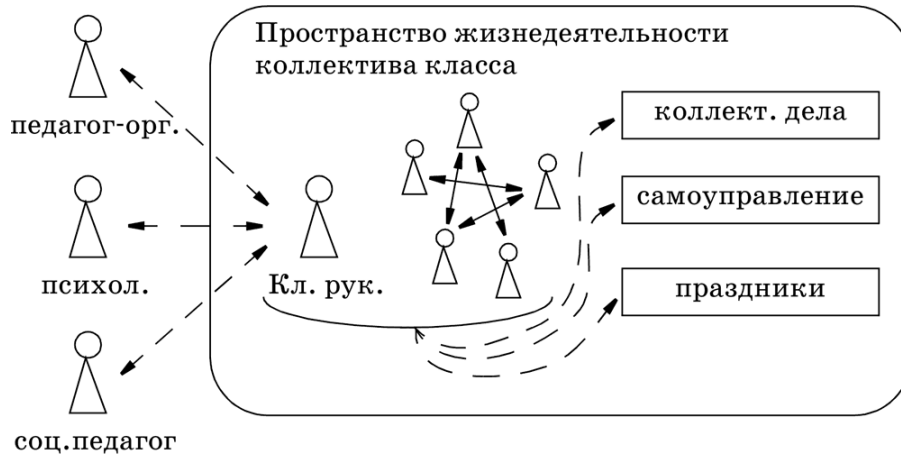 Пространство жизнедеятельности
коллектива класса
педагог-орг.
коллект. дела
самоуправление
психол.
Кл. рук.
праздники
соц.педагог